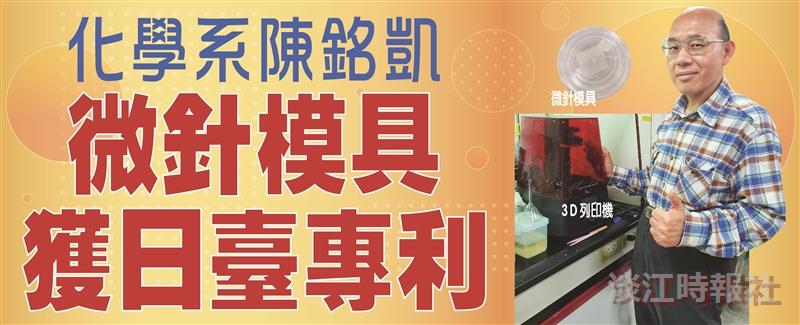 化學系陳銘凱
微針模具
獲日臺專利
微針模具
3D列印機
淡江時報社